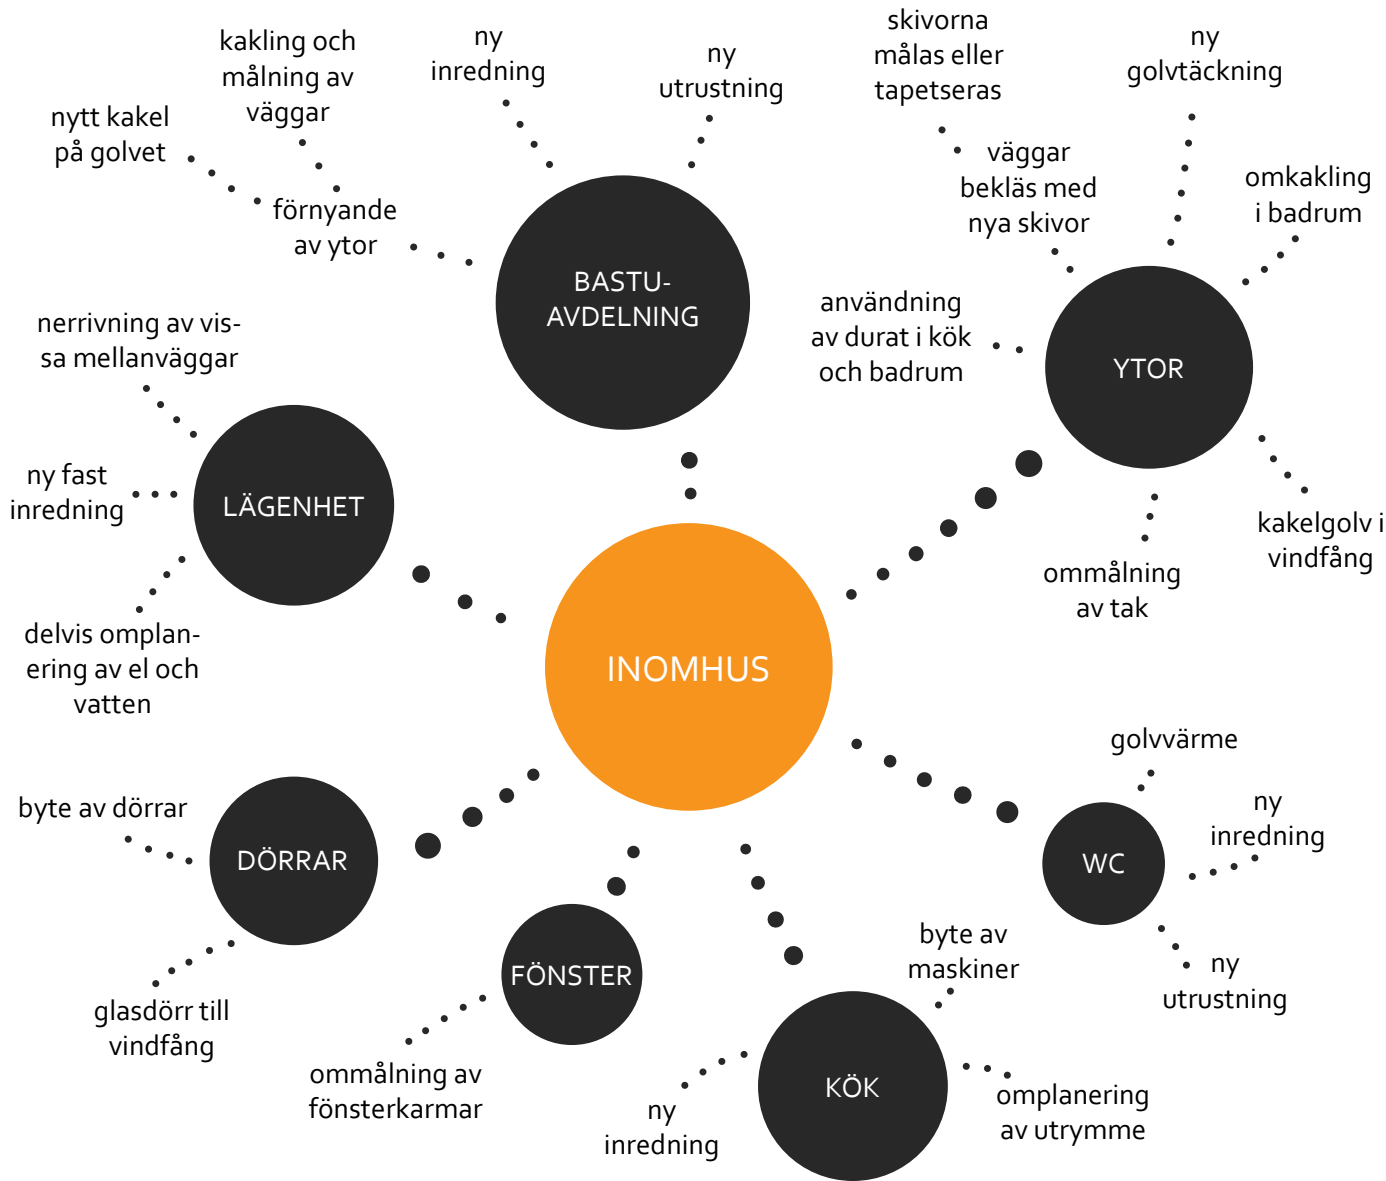 kakling och
målning av
väggar
ny
inredning
ny
utrustning
nytt kakel
på golvet
förnyande
av ytor
BASTU-
AVDELNING
skivorna
målas eller
tapetseras
ny
golvtäckning
väggar
bekläs med
nya skivor
omkakling
i badrum
användning
av durat i kök
och badrum
YTOR
kakelgolv i
vindfång
ommålning
av tak
nerrivning av vis-
sa mellanväggar
ny fast
inredning
LÄGENHET
delvis omplan-
ering av el och
vatten
INOMHUS
byte av dörrar
DÖRRAR
glasdörr till
vindfång
FÖNSTER
ommålning av
fönsterkarmar
golvvärme
ny
inredning
WC
ny
utrustning
byte av
maskiner
KÖK
ny
inredning
omplanering
av utrymme